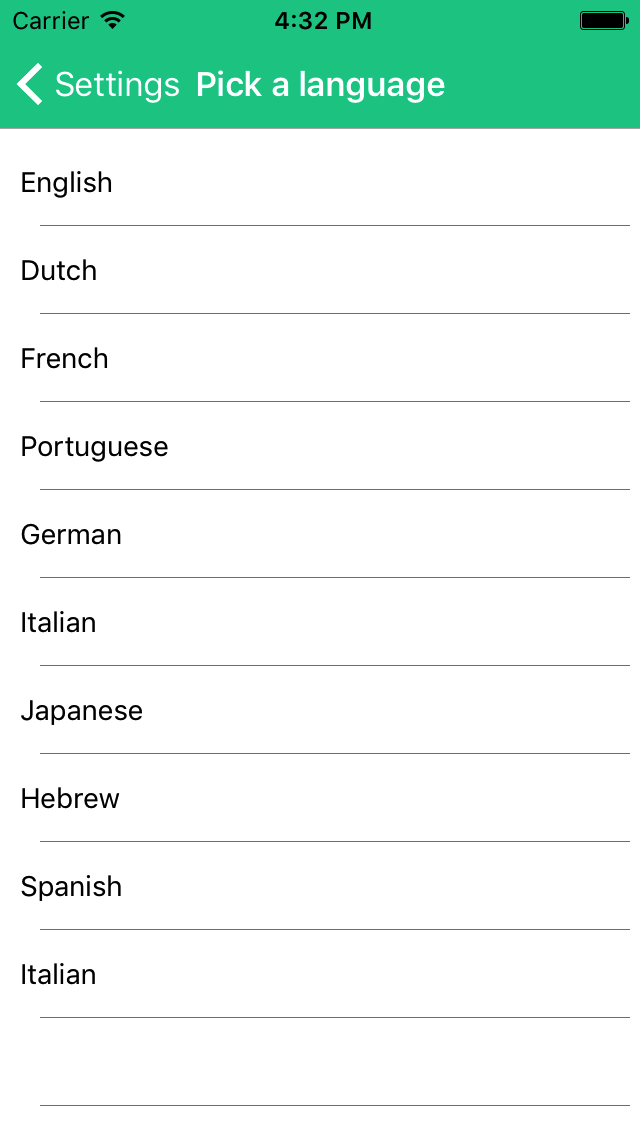 Carrier 4:32 PM
Settings Pick a language
English
Dutch
French
Portuguese
German
Italian
Japanese
Hebrew
Spanish
Italian